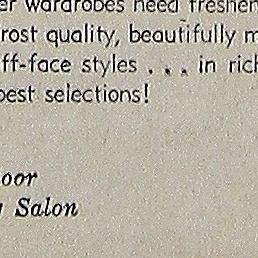 er wardrobes need freshen
rost quality, beautifully m
ff-face styles . . . in rich
best selections!
oor
Salon